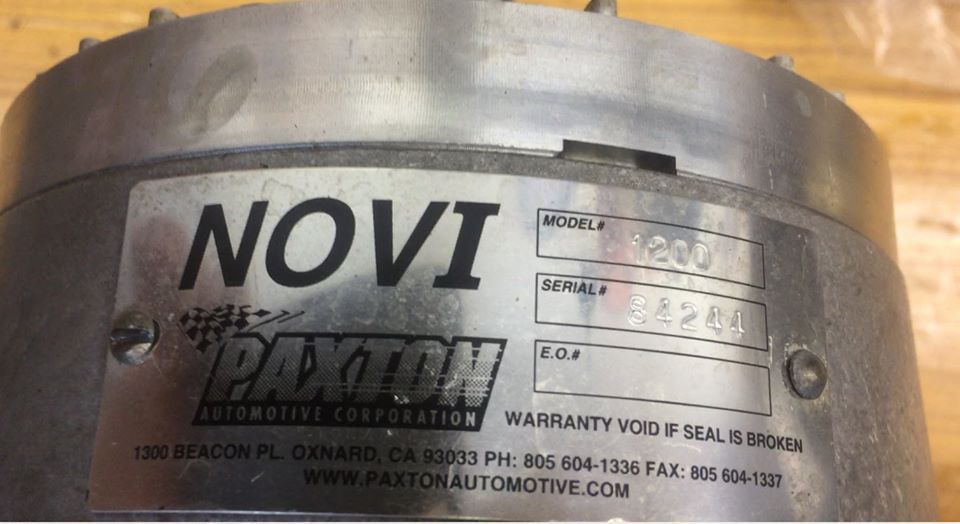 NOVI
PAXTON
AUTOMOTIVE CORPORATION
MODEL# 1200
SERIAL# 84244
E.O.#
WARRANTY VOID IF SEAL IS BROKEN
1300 BEACON PL. OXNARD, CA 93033 PH: 805 604-1336 FAX: 805 604-1337
WWW.PAXTONAUTOMOTIVE.COM